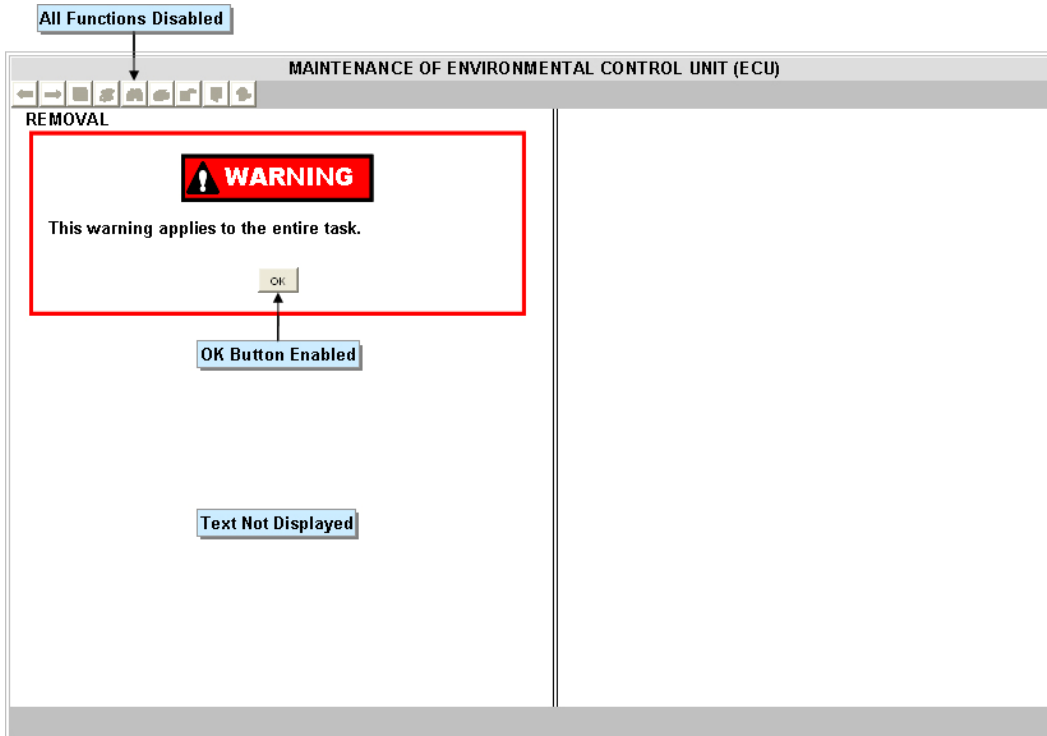 All Functions Disabled
MAINTENANCE OF ENVIRONMENTAL CONTROL UNIT (ECU)
REMOVAL
WARNING
This warning applies to the entire task.
OK
OK Button Enabled
Text Not Displayed